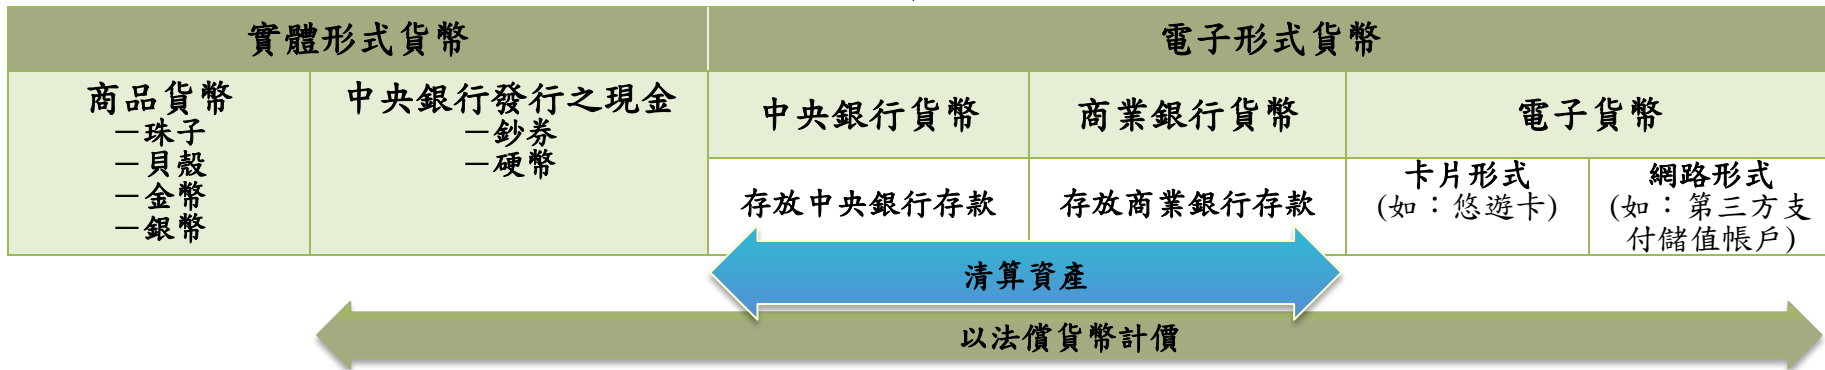 實體形式貨幣
電子形式貨幣
商品貨幣
－珠子
－貝殼
－金幣
－銀幣
中央銀行發行之現金
－鈔券
－硬幣
中央銀行貨幣
商業銀行貨幣
電子貨幣
存放中央銀行存款
存放商業銀行存款
卡片形式
(如：悠遊卡)
網路形式
(如：第三方支
付儲值帳戶)
清算資產
以法償貨幣計價